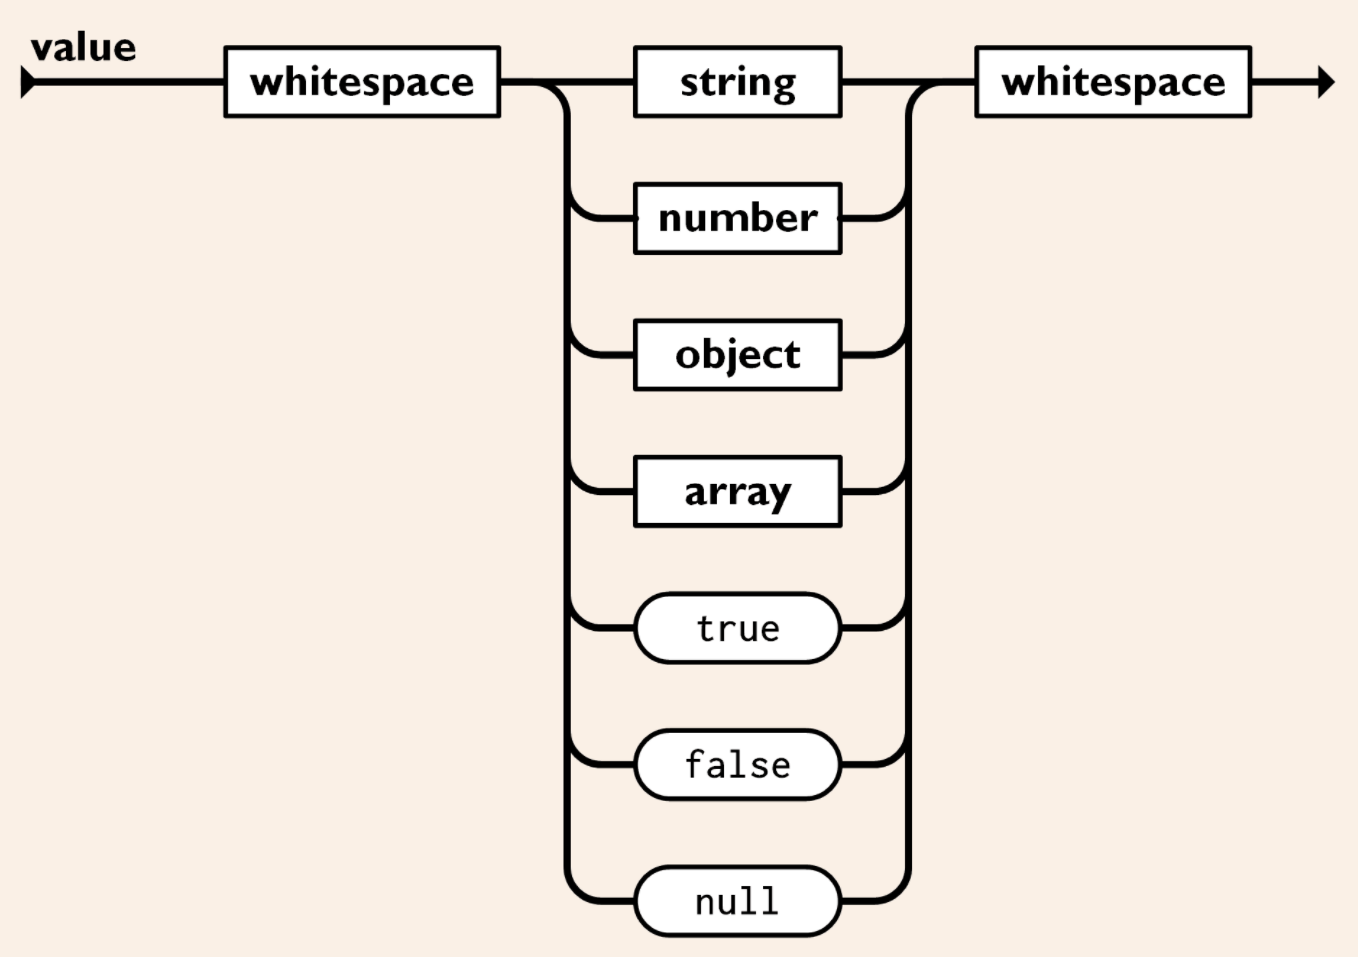 value
whitespace string whitespace
number
object
array
true
false
null